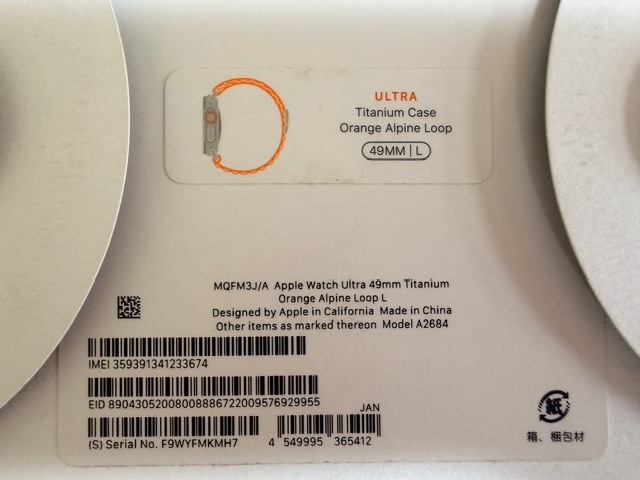 ULTRA
Titanium Case
Orange Alpine Loop
49MM | L
MQFM3J/A Apple Watch Ultra 49mm Titanium
Orange Alpine Loop L
Designed by Apple in California Made in China
Other items as marked thereon Model A2684
IMEI 359391341233674
EID 89043052008008886722009576929955
JAN
(S) Serial No. F9WYFMKMH7
4 549995 365412
紙
箱、梱包材